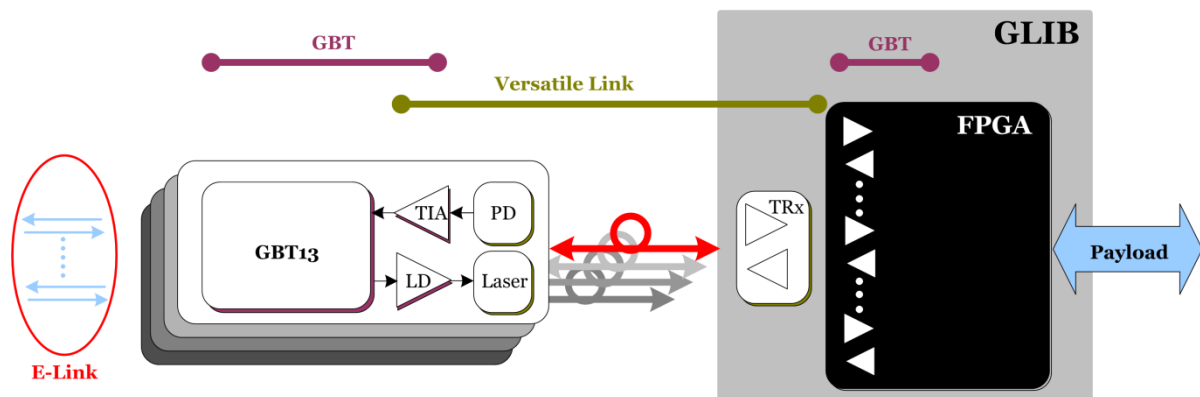 GBT
GBT
GLIB
Versatile Link
FPGA
TIA
PD
TRx
GBT13
LD
Laser
Payload
E-Link